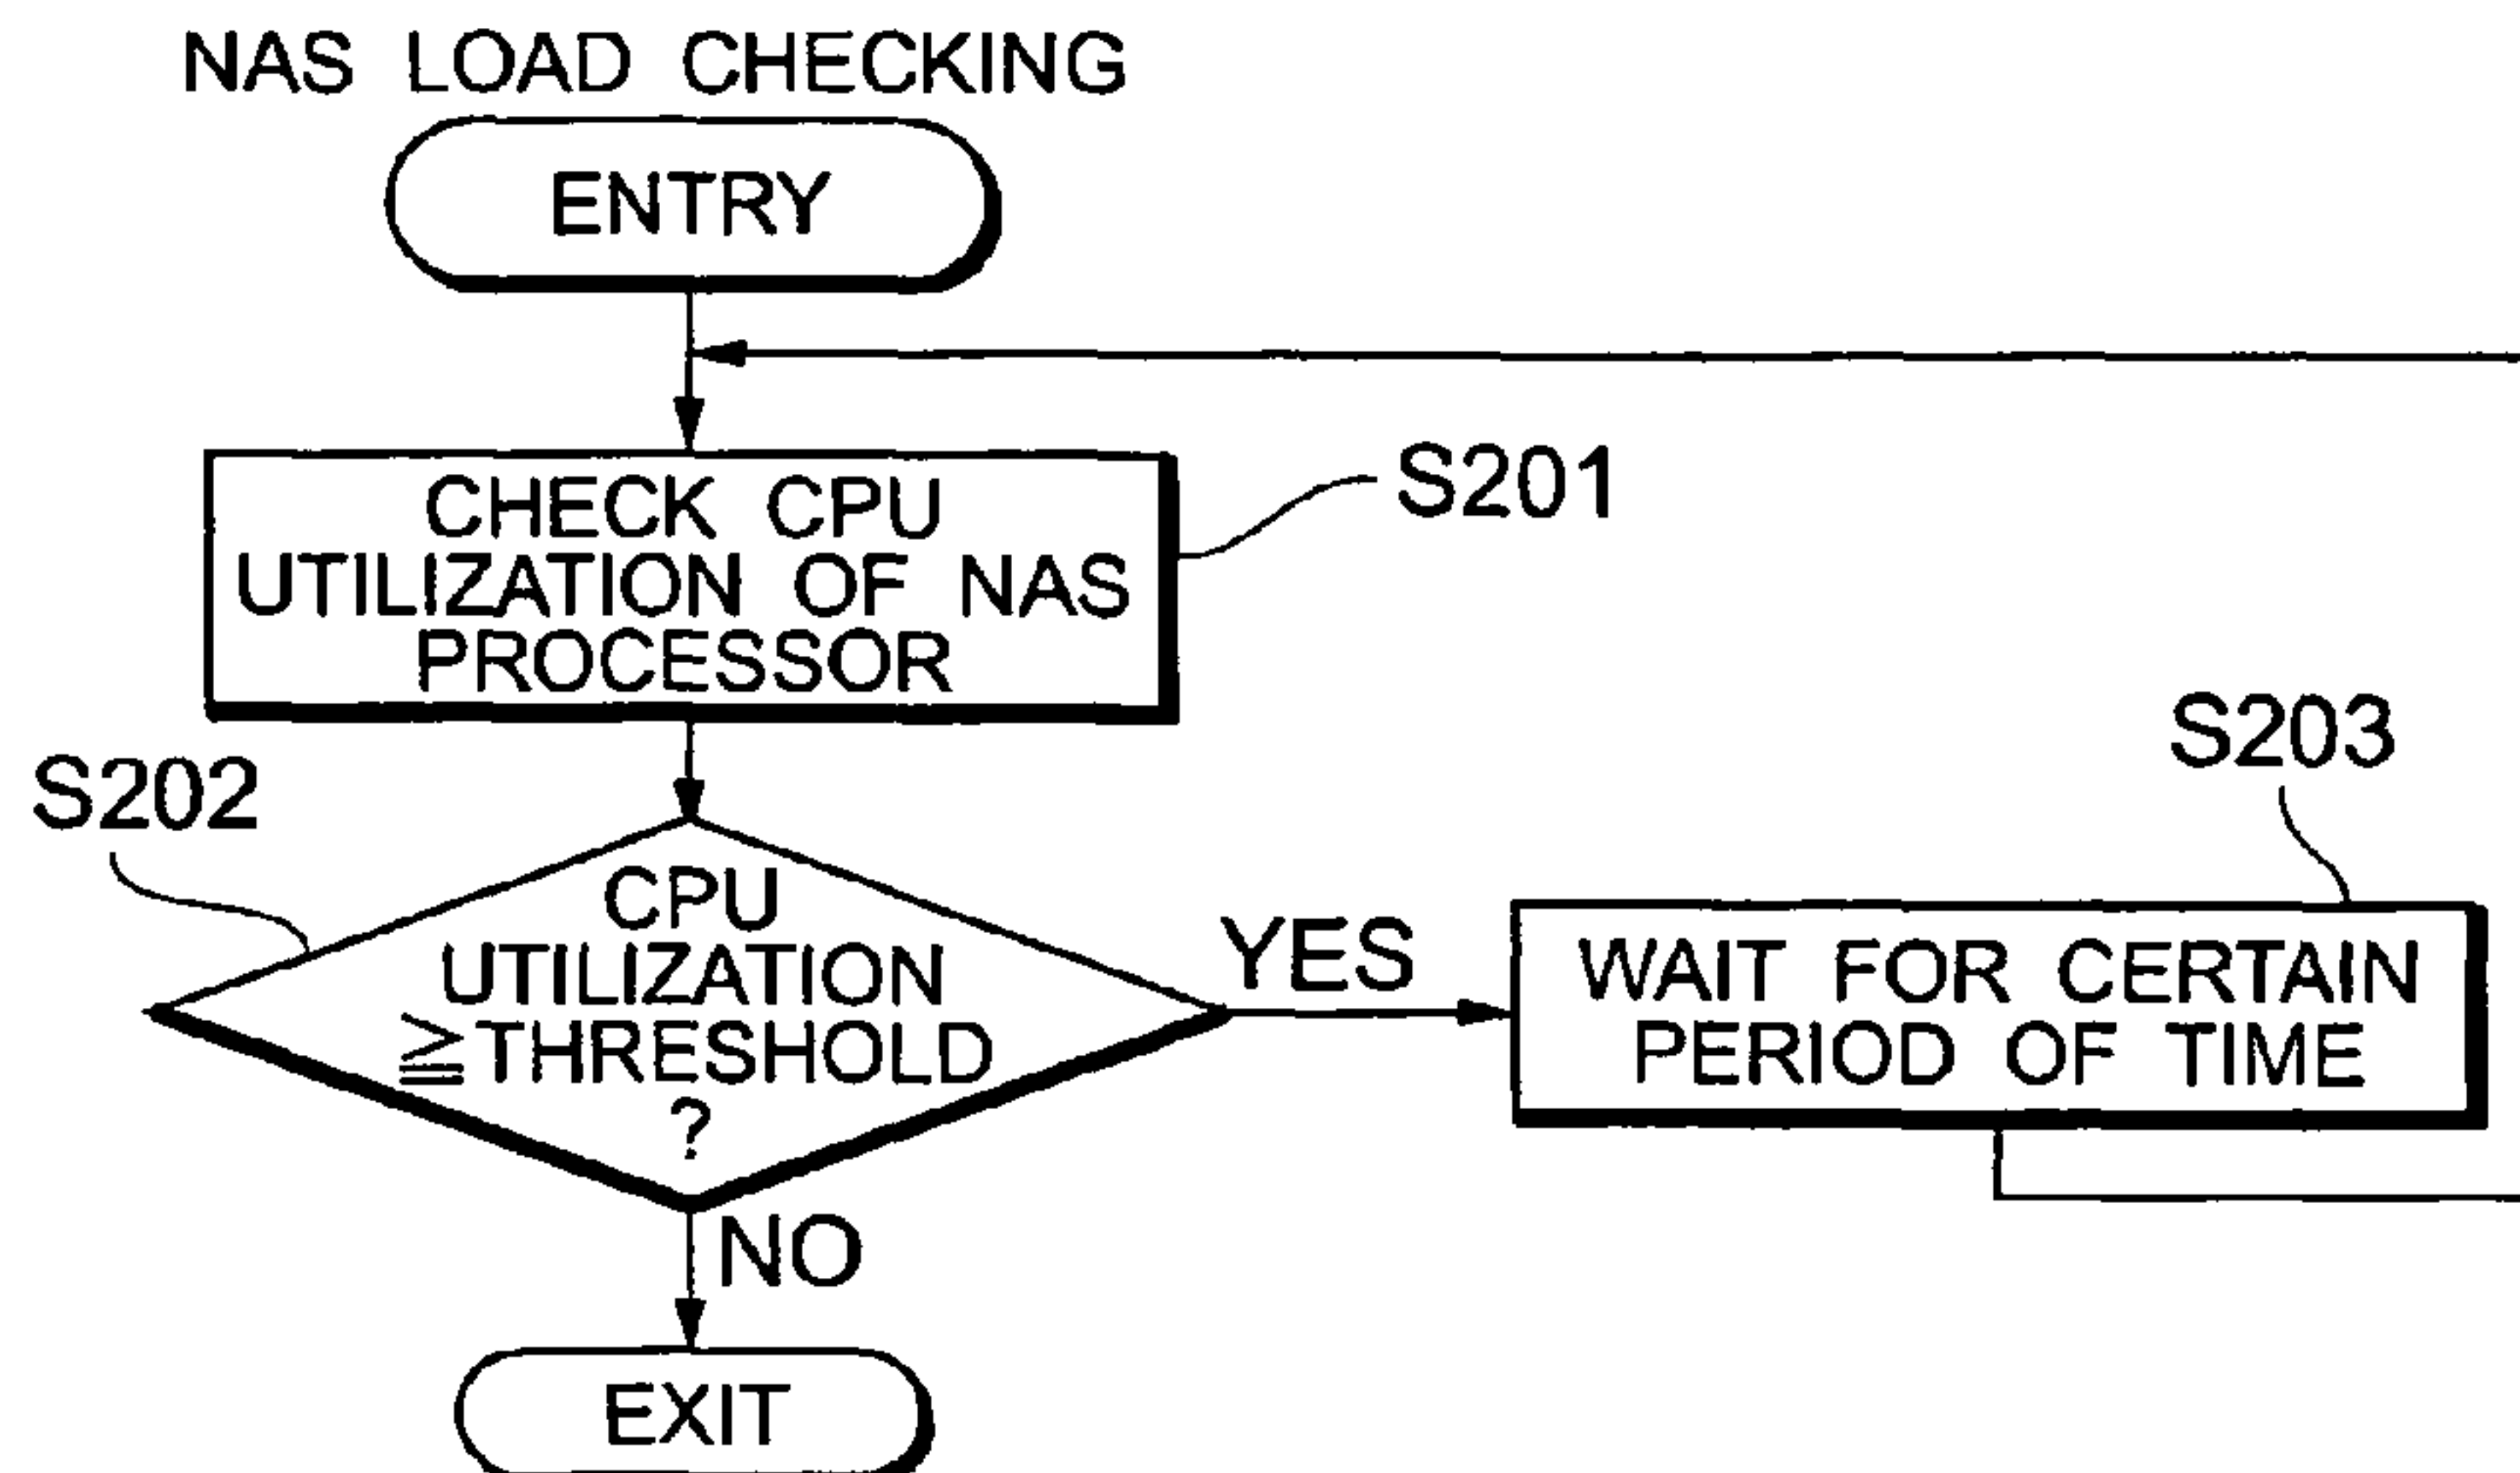 NAS LOAD CHECKING
ENTRY
CHECK CPU
UTILIZATION OF NAS
PROCESSOR
S201
S202
CPU
UTILIZATION
≧THRESHOLD
?
YES
S203
WAIT FOR CERTAIN
PERIOD OF TIME
NO
EXIT